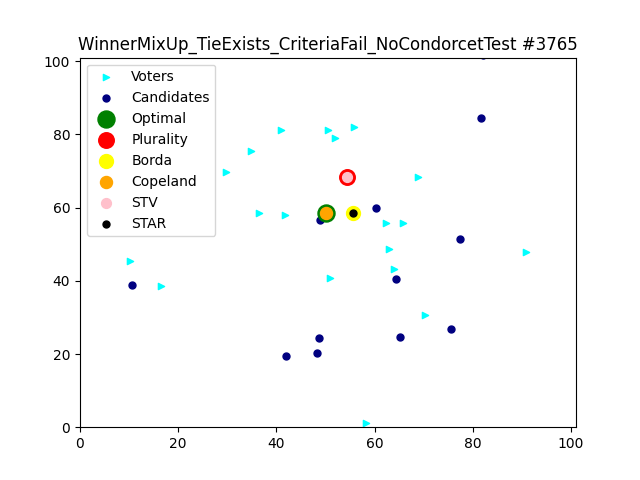 WinnerMixUp_TieExists_CriteriaFail_NoCondorcetTest #3765
100
80
60
40
20
0
Voters
Candidates
Optimal
Plurality
Borda
Copeland
STV
STAR
0 20 40 60 80 100